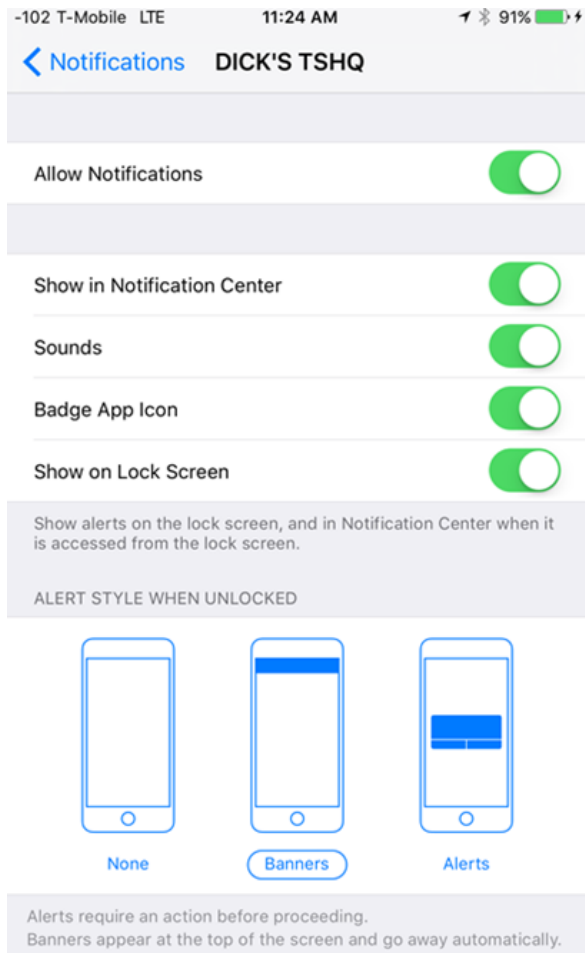 -102 T-Mobile LTE 11:24 AM 91%
Notifications DICK'S TSHQ
Allow Notifications
Show in Notification Center
Sounds
Badge App Icon
Show on Lock Screen
Show alerts on the lock screen, and in Notification Center when it
is accessed from the lock screen.
ALERT STYLE WHEN UNLOCKED
None Banners Alerts
Alerts require an action before proceeding.
Banners appear at the top of the screen and go away automatically.